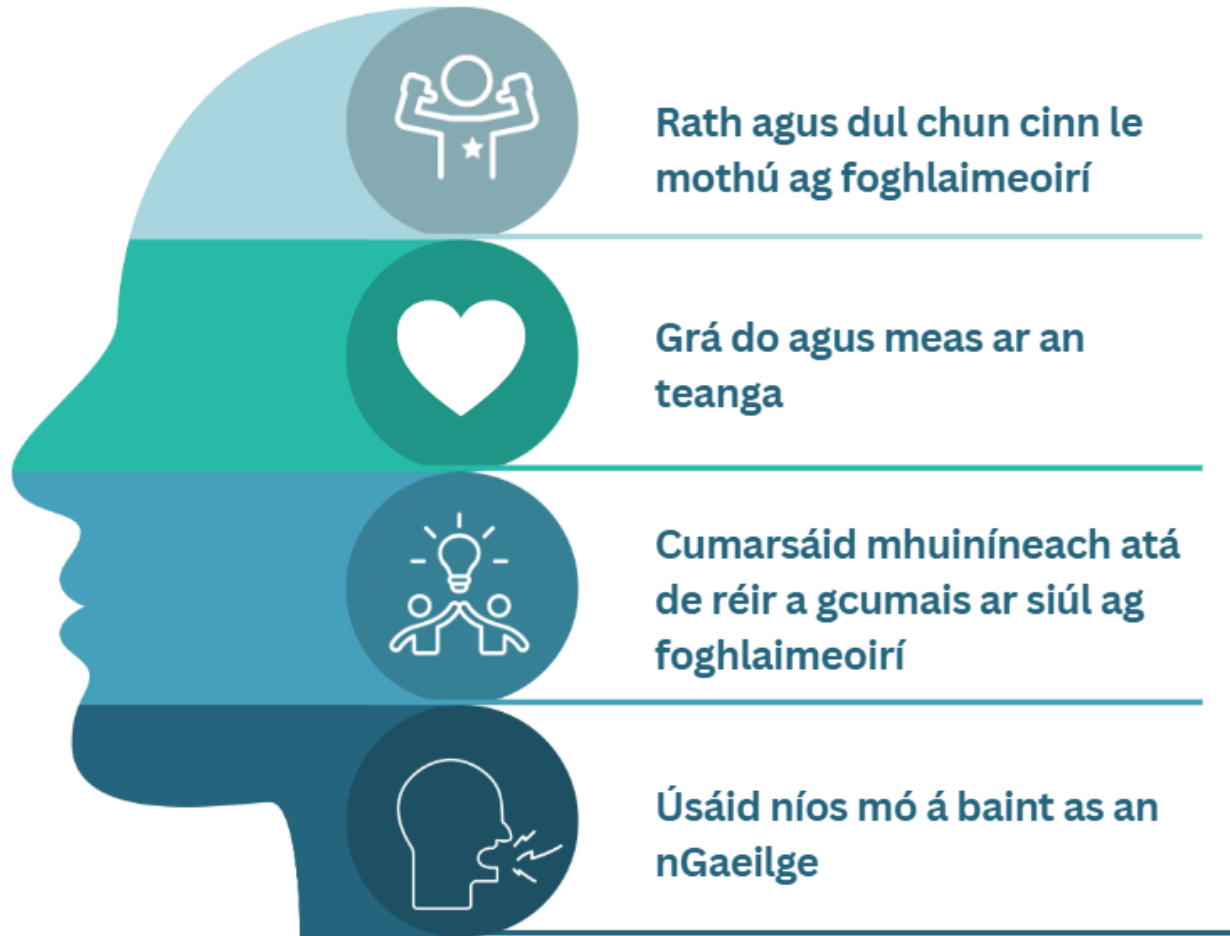 Rath agus dul chun cinn le
mothú ag foghlaimeoirí
Grá do agus meas ar an
teanga
Cumarsáid mhuiníneach atá
de réir a gcumais ar siúl ag
foghlaimeoirí
Úsáid níos mó á baint as an
nGaeilge